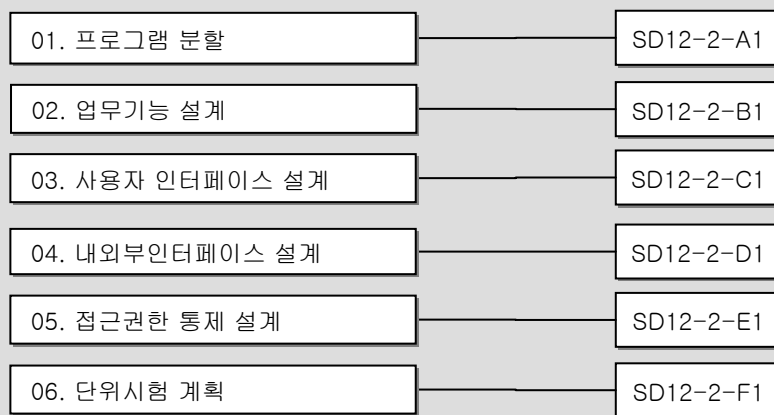 01. 프로그램 분할
SD12-2-A1
02. 업무기능 설계
SD12-2-B1
03. 사용자 인터페이스 설계
SD12-2-C1
04. 내외부인터페이스 설계
SD12-2-D1
05. 접근권한 통제 설계
SD12-2-E1
06. 단위시험 계획
SD12-2-F1